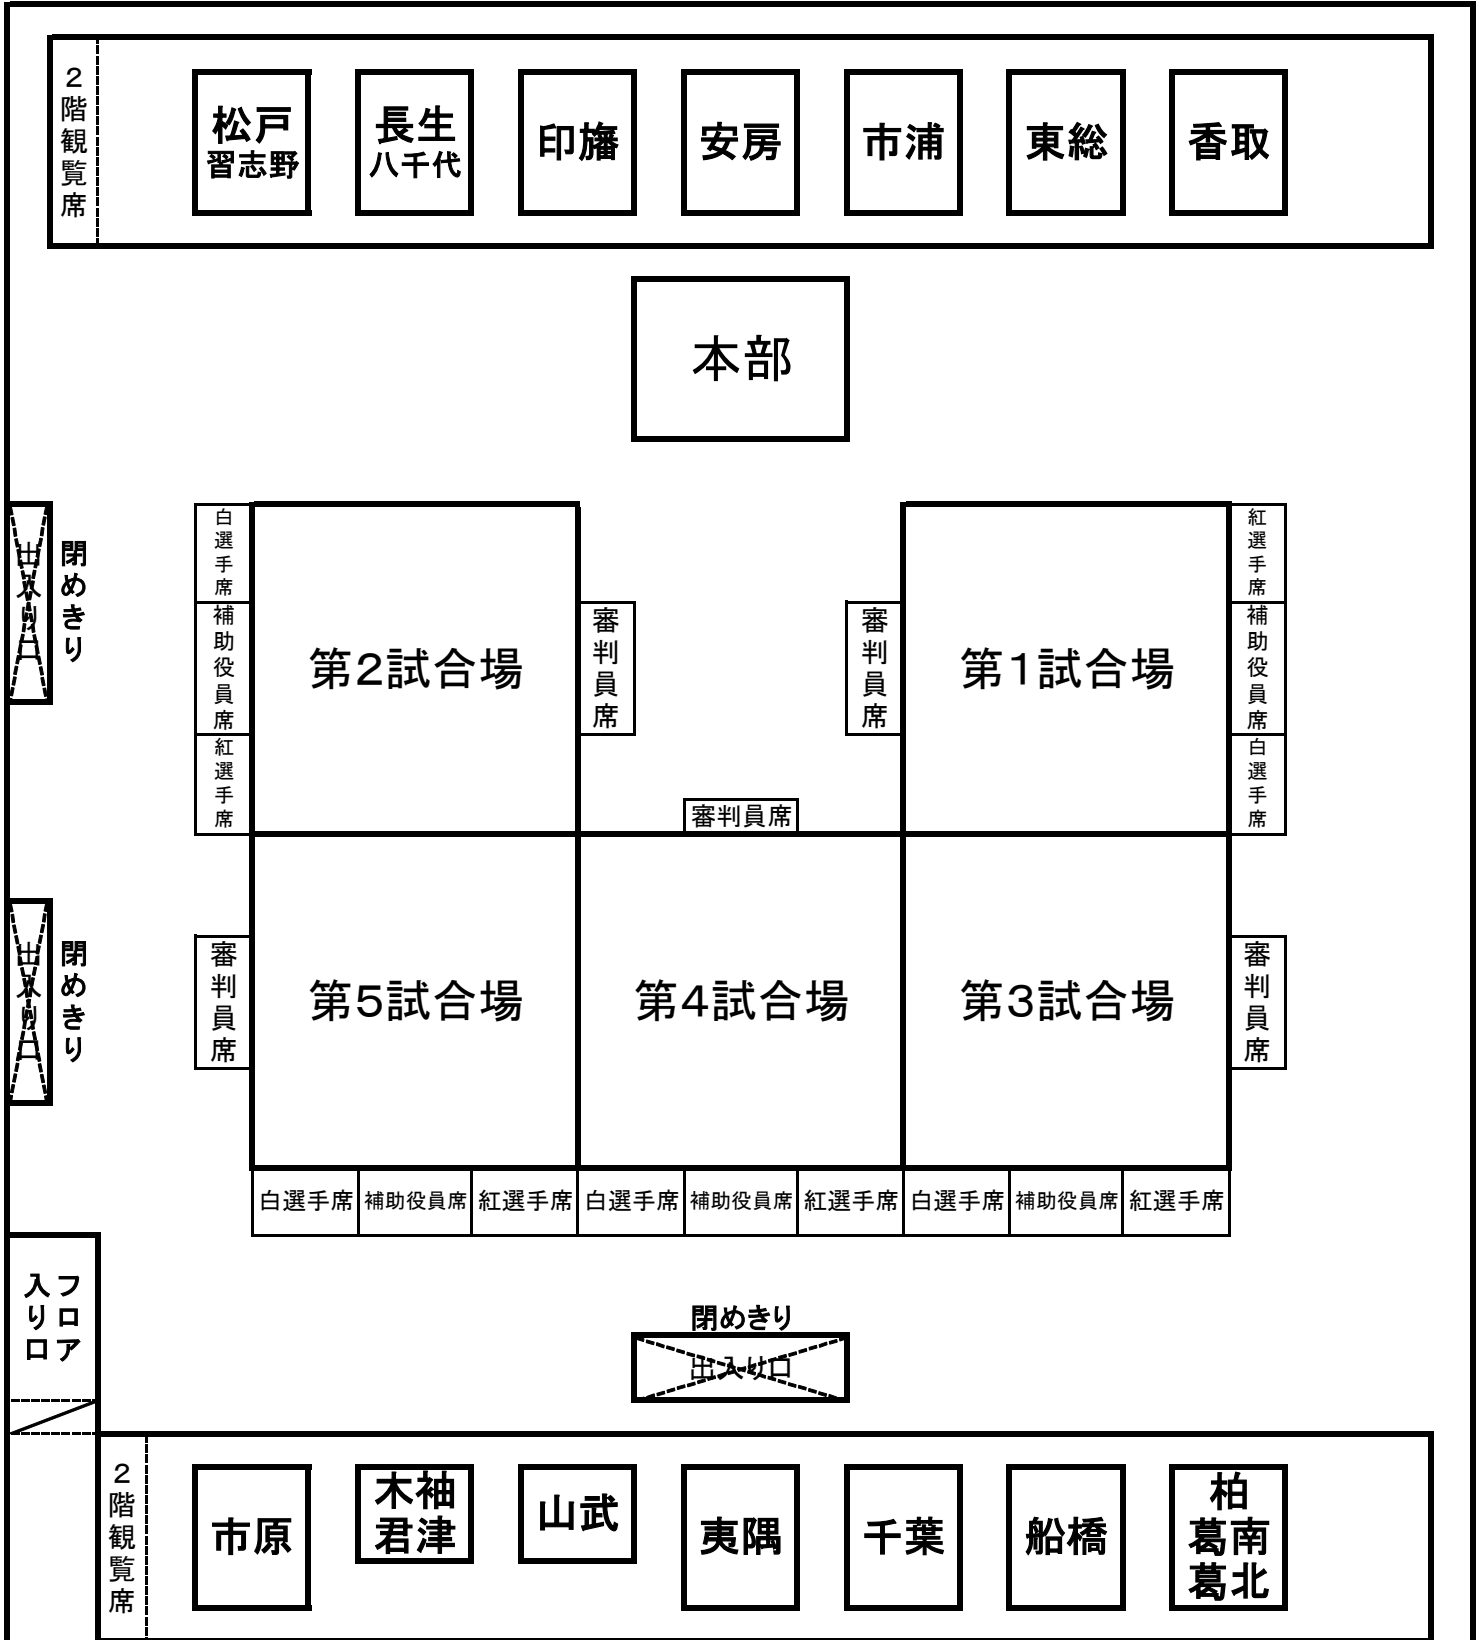 2階観覧席
松戸
習志野
長生
八千代
印旛
安房
市浦
東総
香取
本部
出入り口
閉めきり
白選手席
補助役員席
紅選手席
第2試合場
審判員席
審判員席
審判員席
第1試合場
紅選手席
補助役員席
白選手席
出入り口
閉めきり
審判員席
第5試合場
第4試合場
第3試合場
審判員席
白選手席
補助役員席
紅選手席
白選手席
補助役員席
紅選手席
白選手席
補助役員席
紅選手席
フロア
入り口
閉めきり
出入り口
2階観覧席
市原
木袖
君津
山武
夷隅
千葉
船橋
柏
葛南
葛北